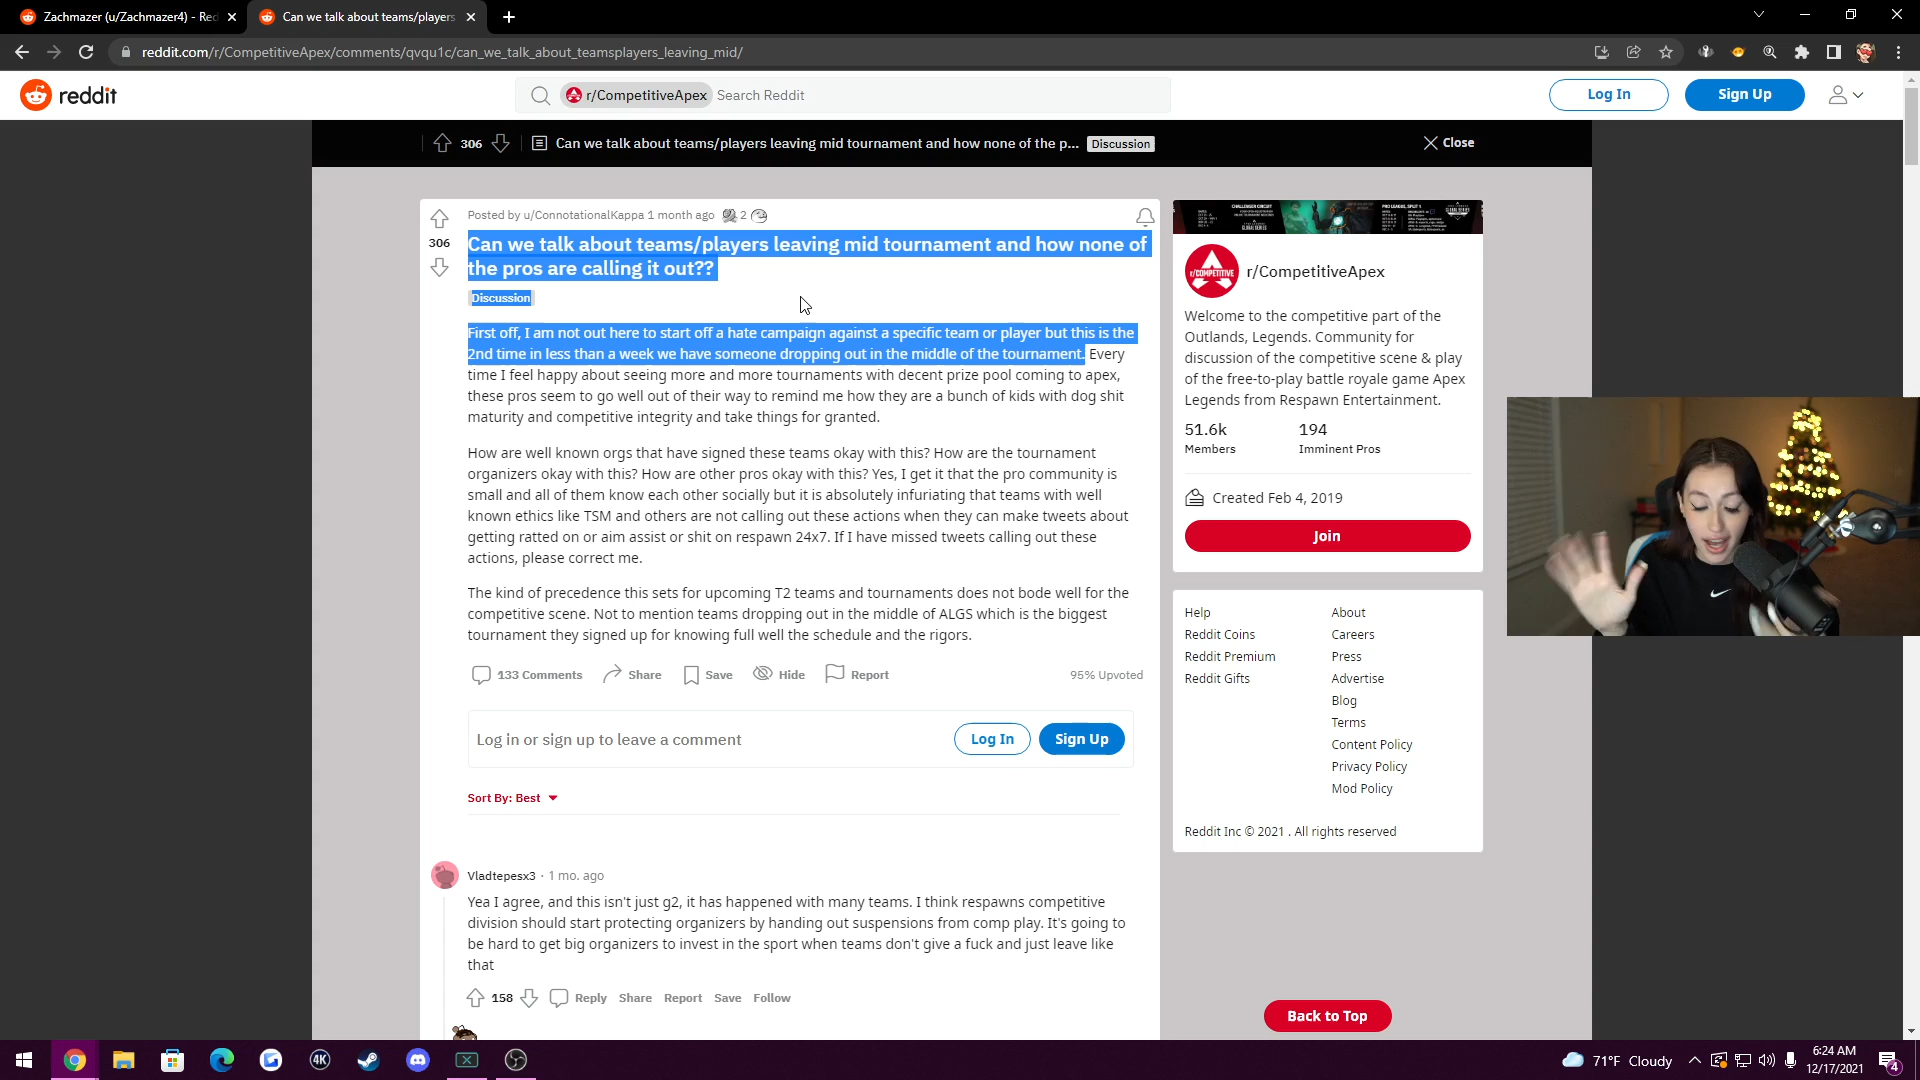 Zachmazer (u/Zachmazer4) - Red
Can we talk about teams/players
reddit.com/r/CompetitiveApex/comments/qvqu1c/can_we_talk_about_teamsplayers_leaving_mid/
reddit
r/CompetitiveApex Search Reddit
Log In
Sign Up
306
Can we talk about teams/players leaving mid tournament and how none of the p...
Discussion
Close
Posted by u/ConnotationalKappa 1 month ago 2
306
Can we talk about teams/players leaving mid tournament and how none of
the pros are calling it out??
Discussion
First off, I am not out here to start off a hate campaign against a specific team or player but this is the
2nd time in less than a week we have someone dropping out in the middle of the tournament. Every
time I feel happy about seeing more and more tournaments with decent prize pool coming to apex,
these pros seem to go well out of their way to remind me how they are a bunch of kids with dog shit
maturity and competitive integrity and take things for granted.
How are well known orgs that have signed these teams okay with this? How are the tournament
organizers okay with this? How are other pros okay with this? Yes, I get it that the pro community is
small and all of them know each other socially but it is absolutely infuriating that teams with well
known ethics like TSM and others are not calling out these actions when they can make tweets about
getting ratted on or aim assist or shit on respawn 24x7. If I have missed tweets calling out these
actions, please correct me.
The kind of precedence this sets for upcoming T2 teams and tournaments does not bode well for the
competitive scene. Not to mention teams dropping out in the middle of ALGS which is the biggest
tournament they signed up for knowing full well the schedule and the rigors.
133 Comments Share Save Hide Report 95% Upvoted
Log in or sign up to leave a comment
Log In
Sign Up
Sort By: Best
Vladtepesx3 · 1 mo. ago
Yea I agree, and this isn't just g2, it has happened with many teams. I think respawns competitive
division should start protecting organizers by handing out suspensions from comp play. It's going to
be hard to get big organizers to invest in the sport when teams don't give a fuck and just leave like
that
158 Reply Share Report Save Follow
r/COMPETITIVE
r/CompetitiveApex
Welcome to the competitive part of the
Outlands, Legends. Community for
discussion of the competitive scene & play
of the free-to-play battle royale game Apex
Legends from Respawn Entertainment.
51.6k 194
Members Imminent Pros
Created Feb 4, 2019
Join
Help About
Reddit Coins Careers
Reddit Premium Press
Reddit Gifts Advertise
Blog
Terms
Content Policy
Privacy Policy
Mod Policy
Reddit Inc © 2021 . All rights reserved
Back to Top
4K
71°F Cloudy
6:24 AM
12/17/2021
4